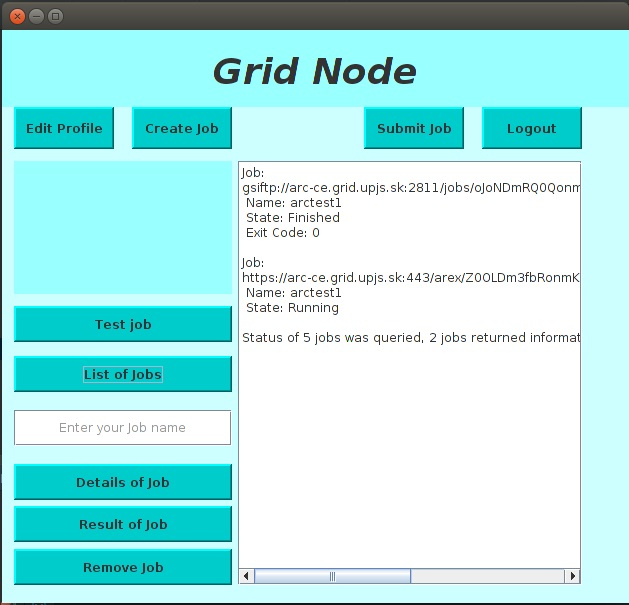 Grid Node
Edit Profile
Create Job
Submit Job
Logout
Job:
gsiftp://arc-ce.grid.upjs.sk:2811/jobs/oJoNDmRQ0Qonm
Name: arctest1
State: Finished
Exit Code: 0
Job:
https://arc-ce.grid.upjs.sk:443/arex/Z0OLDm3fbRonmK
Name: arctest1
State: Running
Status of 5 jobs was queried, 2 jobs returned informat
Test job
List of Jobs
Enter your Job name
Details of Job
Result of Job
Remove Job